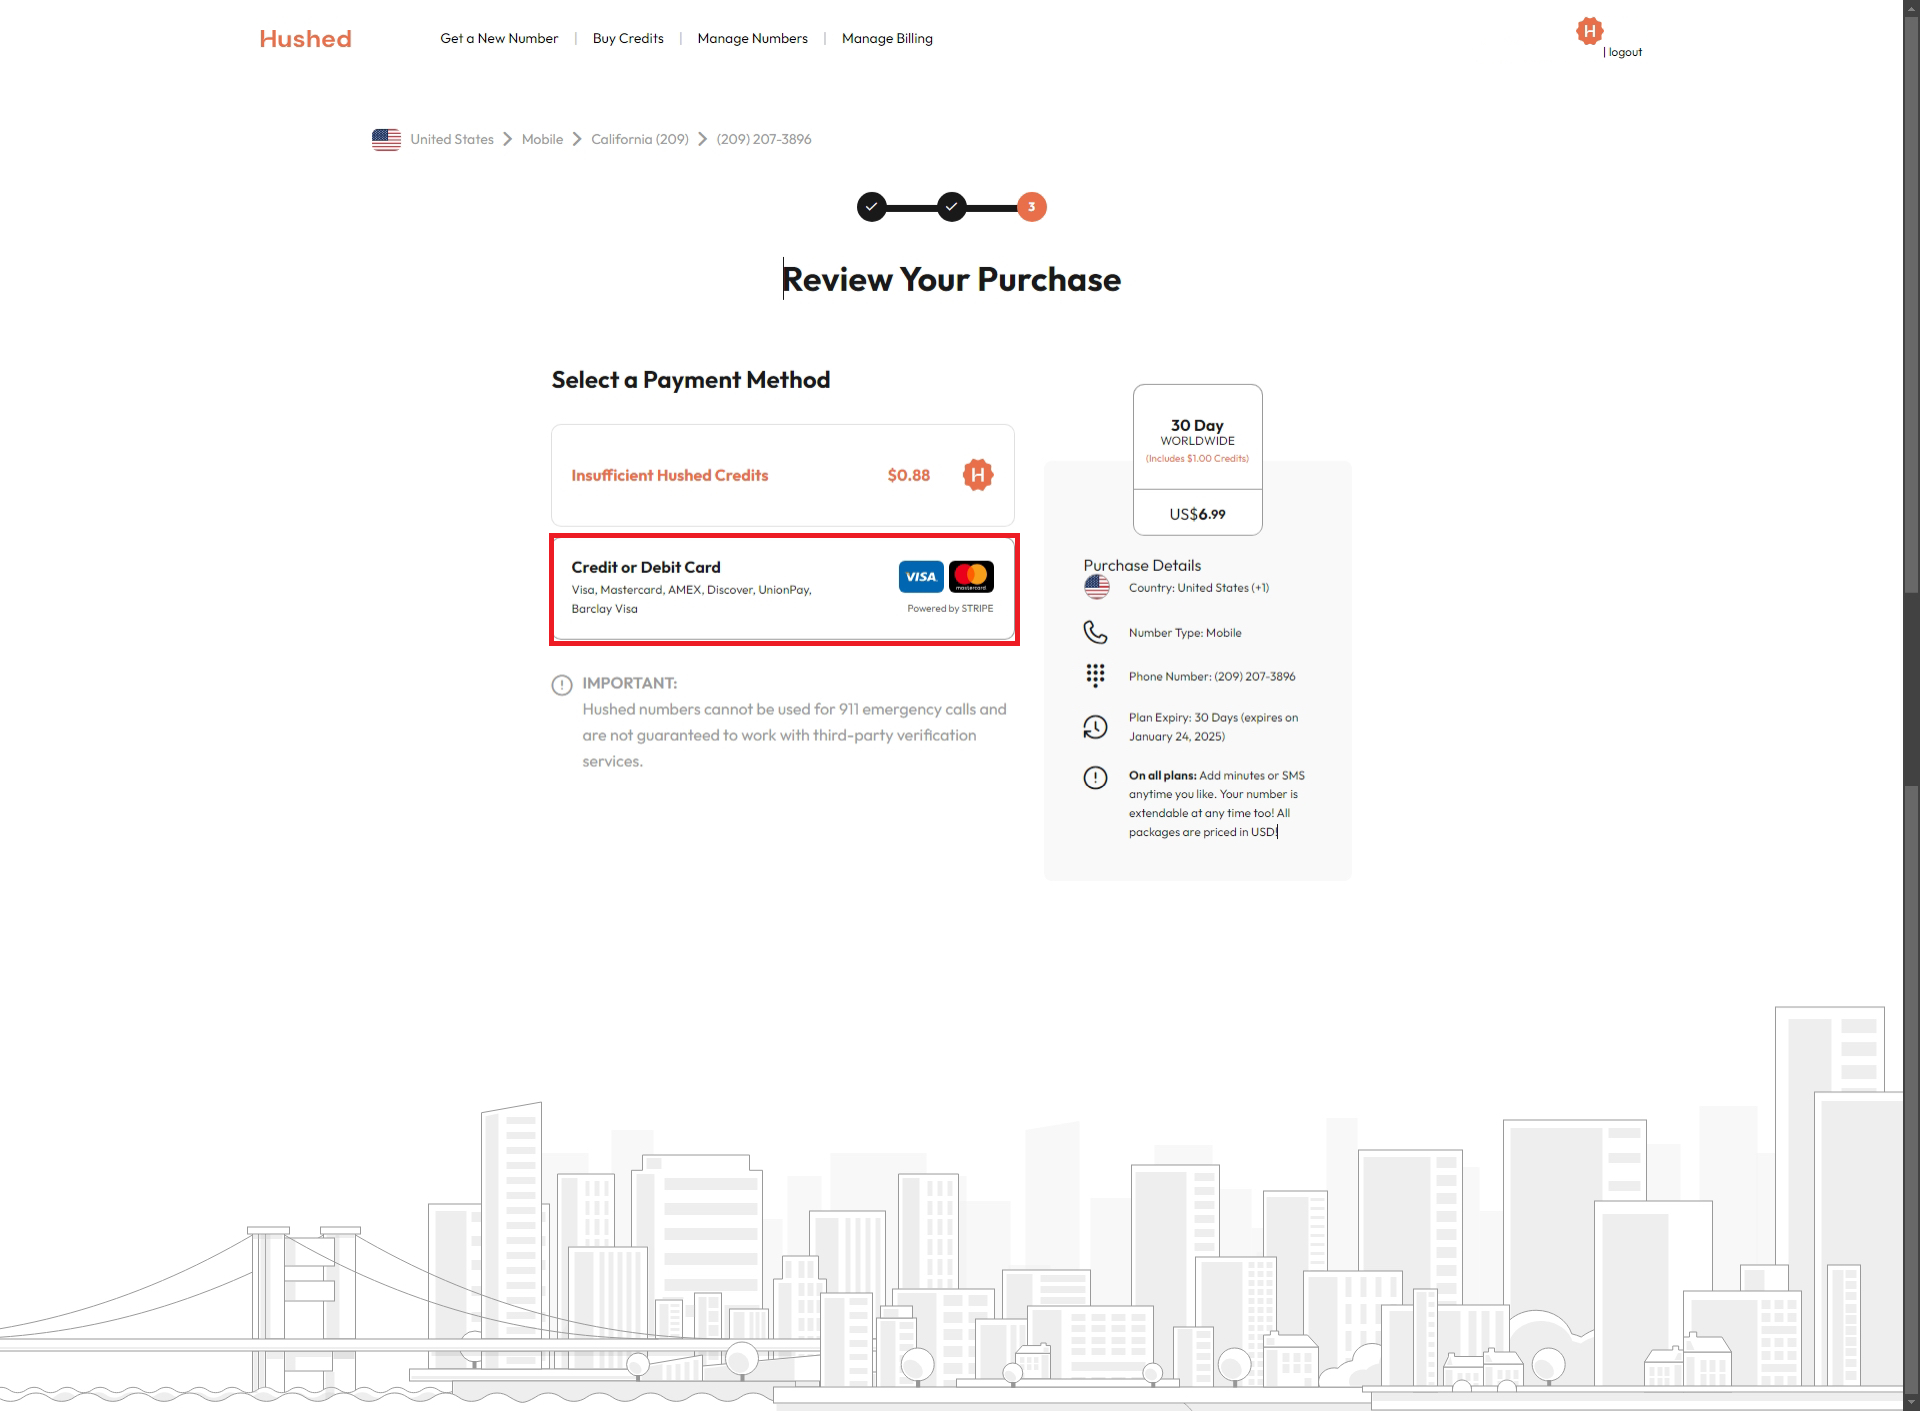 Hushed
Get a New Number | Buy Credits | Manage Numbers | Manage Billing
H
| logout
United States > Mobile > California (209) > (209) 207-3896
3
Review Your Purchase
Select a Payment Method
Insufficient Hushed Credits $0.88 H
Credit or Debit Card
Visa, Mastercard, AMEX, Discover, UnionPay,
Barclay Visa
VISA mastercard
Powered by STRIPE
IMPORTANT:
Hushed numbers cannot be used for 911 emergency calls and
are not guaranteed to work with third-party verification
services.
30 Day
WORLDWIDE
(Includes $1.00 Credits)
US$6.99
Purchase Details
Country: United States (+1)
Number Type: Mobile
Phone Number: (209) 207-3896
Plan Expiry: 30 Days (expires on
January 24, 2025)
On all plans: Add minutes or SMS
anytime you like. Your number is
extendable at any time too! All
packages are priced in USD!